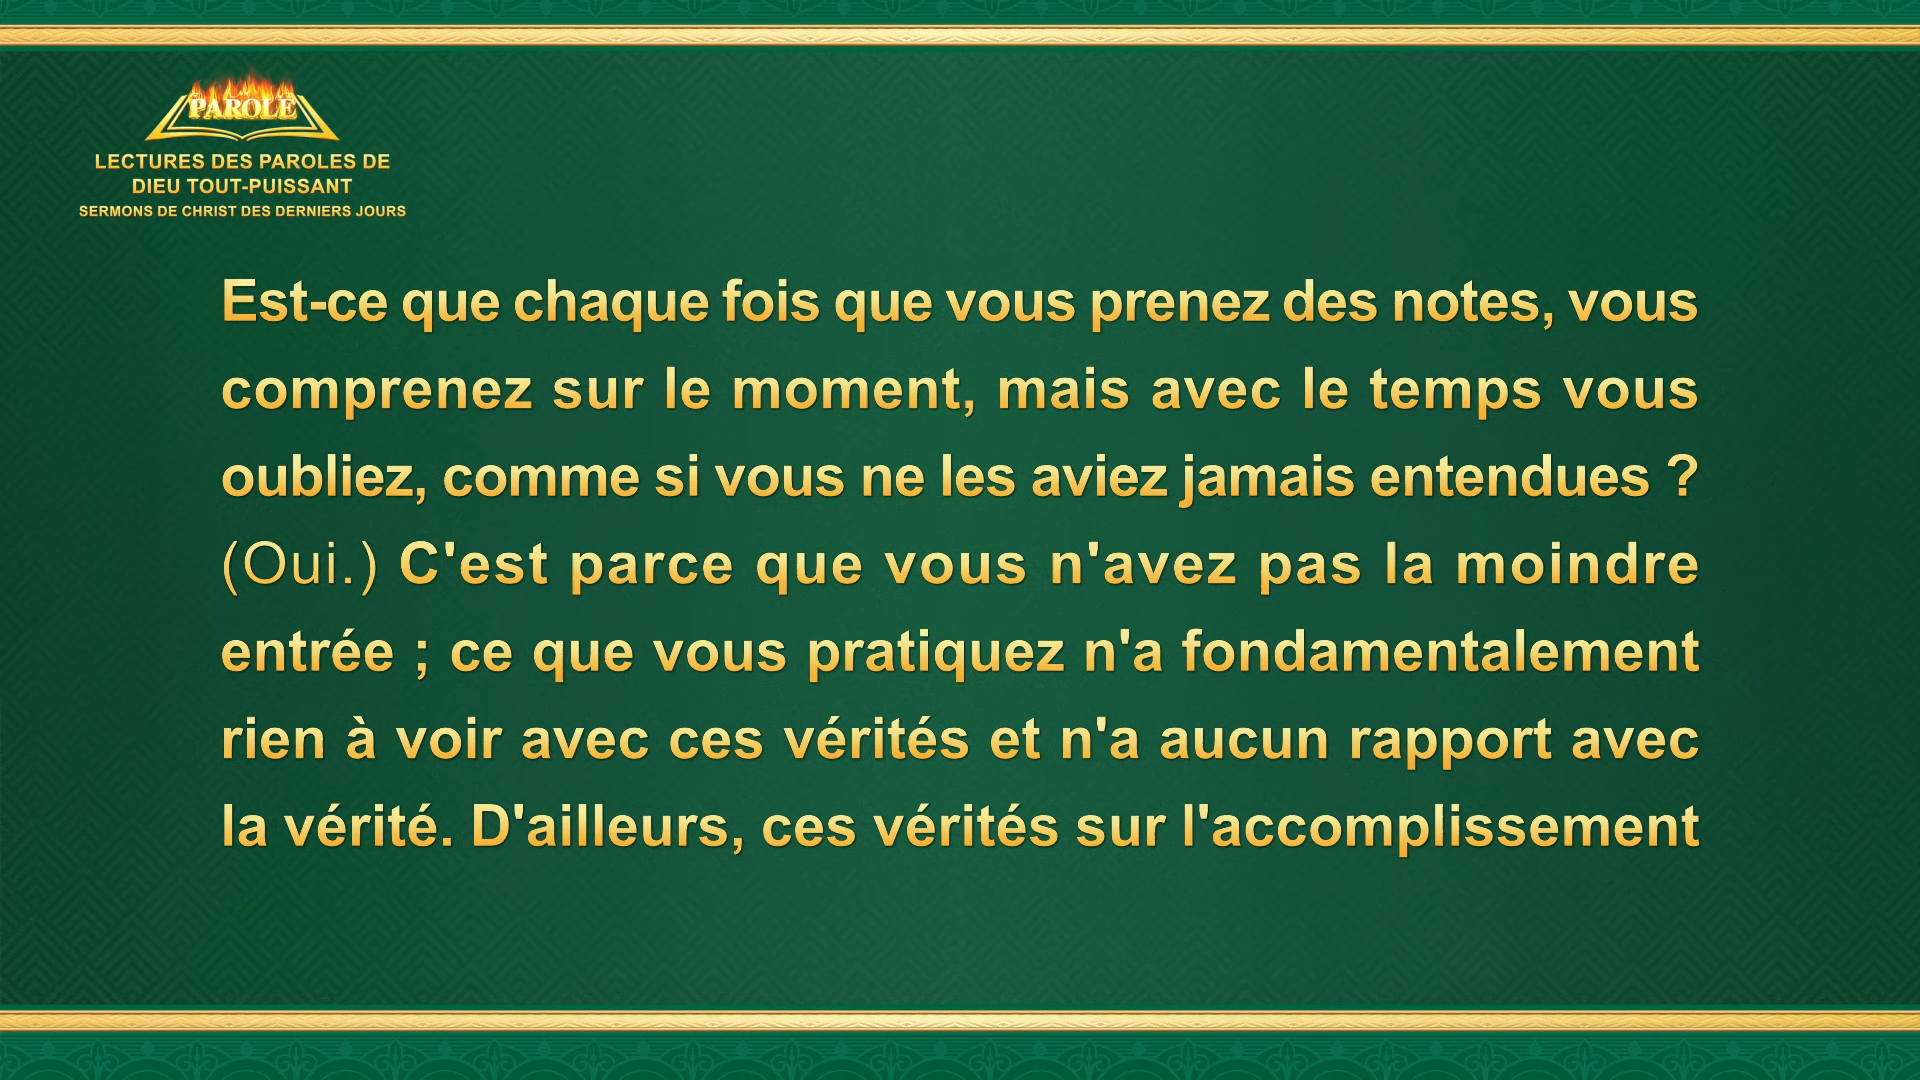 PAROLE
LECTURES DES PAROLES DE
DIEU TOUT-PUISSANT
SERMONS DE CHRIST DES DERNIERS JOURS
Est-ce que chaque fois que vous prenez des notes, vous
comprenez sur le moment, mais avec le temps vous
oubliez, comme si vous ne les aviez jamais entendues ?
(Oui.) C'est parce que vous n'avez pas la moindre
entrée ; ce que vous pratiquez n'a fondamentalement
rien à voir avec ces vérités et n'a aucun rapport avec
la vérité. D'ailleurs, ces vérités sur l'accomplissement